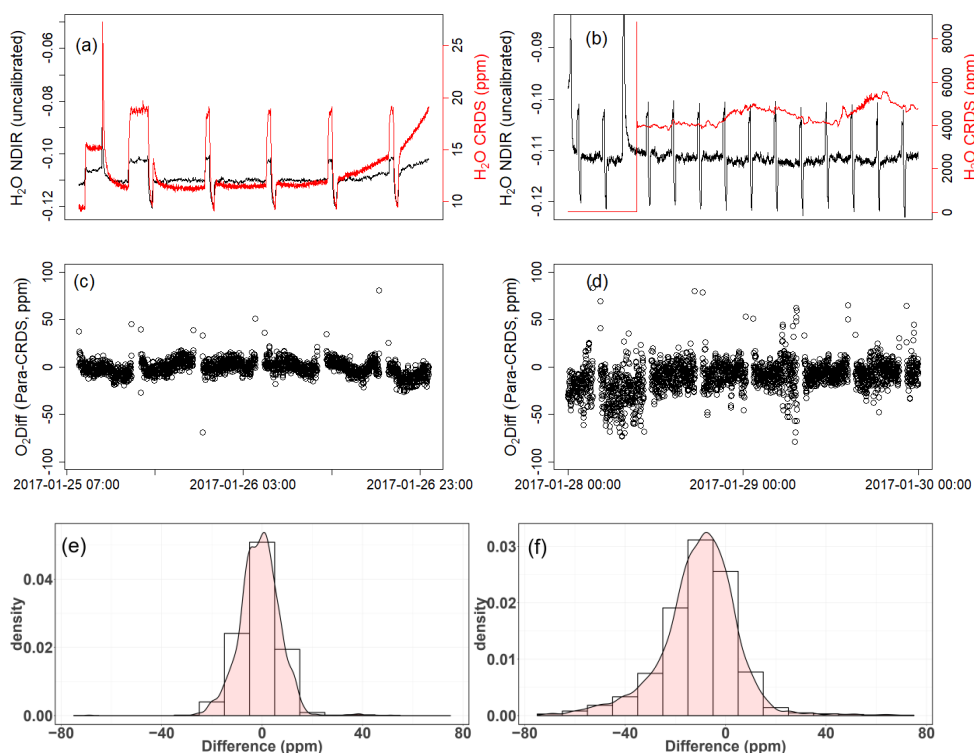 (a)
H₂O NDIR (uncalibrated)
-0.06
-0.08
-0.10
-0.12
25
20
15
10
H₂O CRDS (ppm)
(b)
H₂O NDIR (uncalibrated)
-0.09
-0.10
-0.11
-0.12
8000
6000
4000
2000
0
H₂O CRDS (ppm)
(c)
O₂Diff (Para-CRDS, ppm)
100
50
0
-50
-100
2017-01-25 07:00 2017-01-26 03:00 2017-01-26 23:00
(d)
O₂Diff (Para-CRDS, ppm)
100
50
0
-50
-100
2017-01-28 00:00 2017-01-29 00:00 2017-01-30 00:00
(e)
density
0.04
0.02
0.00
-80 -40 0 40 80
Difference (ppm)
(f)
density
0.03
0.02
0.01
0.00
-80 -40 0 40 80
Difference (ppm)